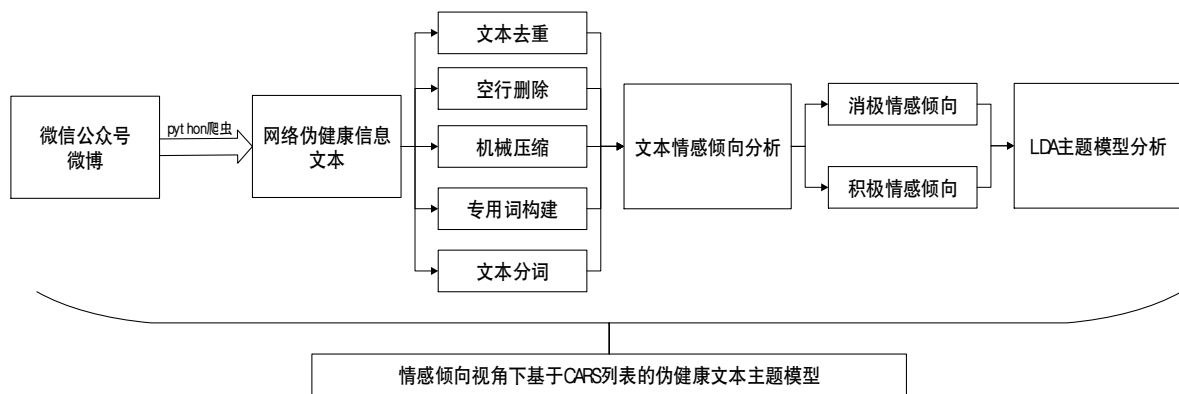 微信公众号
微博
python爬虫
网络伪健康信息
文本
文本去重
空行删除
机械压缩
专用词构建
文本分词
文本情感倾向分析
消极情感倾向
积极情感倾向
LDA主题模型分析
情感倾向视角下基于CARS列表的伪健康文本主题模型